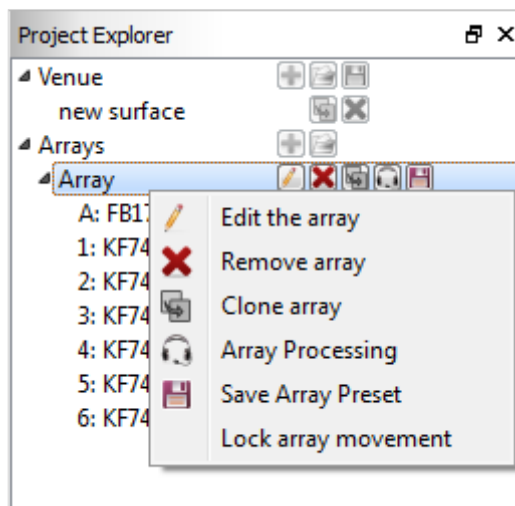 Project Explorer
Venue
new surface
Arrays
Array
A: FB17
1: KF74
2: KF74
3: KF74
4: KF74
5: KF74
6: KF74
Edit the array
Remove array
Clone array
Array Processing
Save Array Preset
Lock array movement